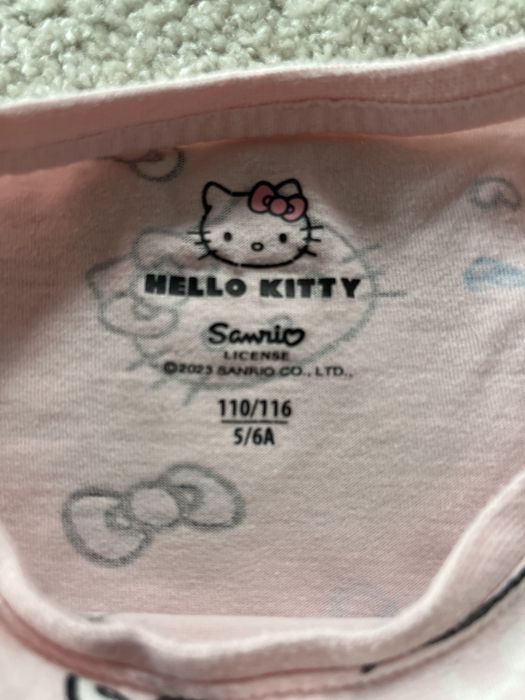 HELLO KITTY
Sanrio
LICENSE
©2023 SANRIO CO., LTD.,
110/116
5/6A